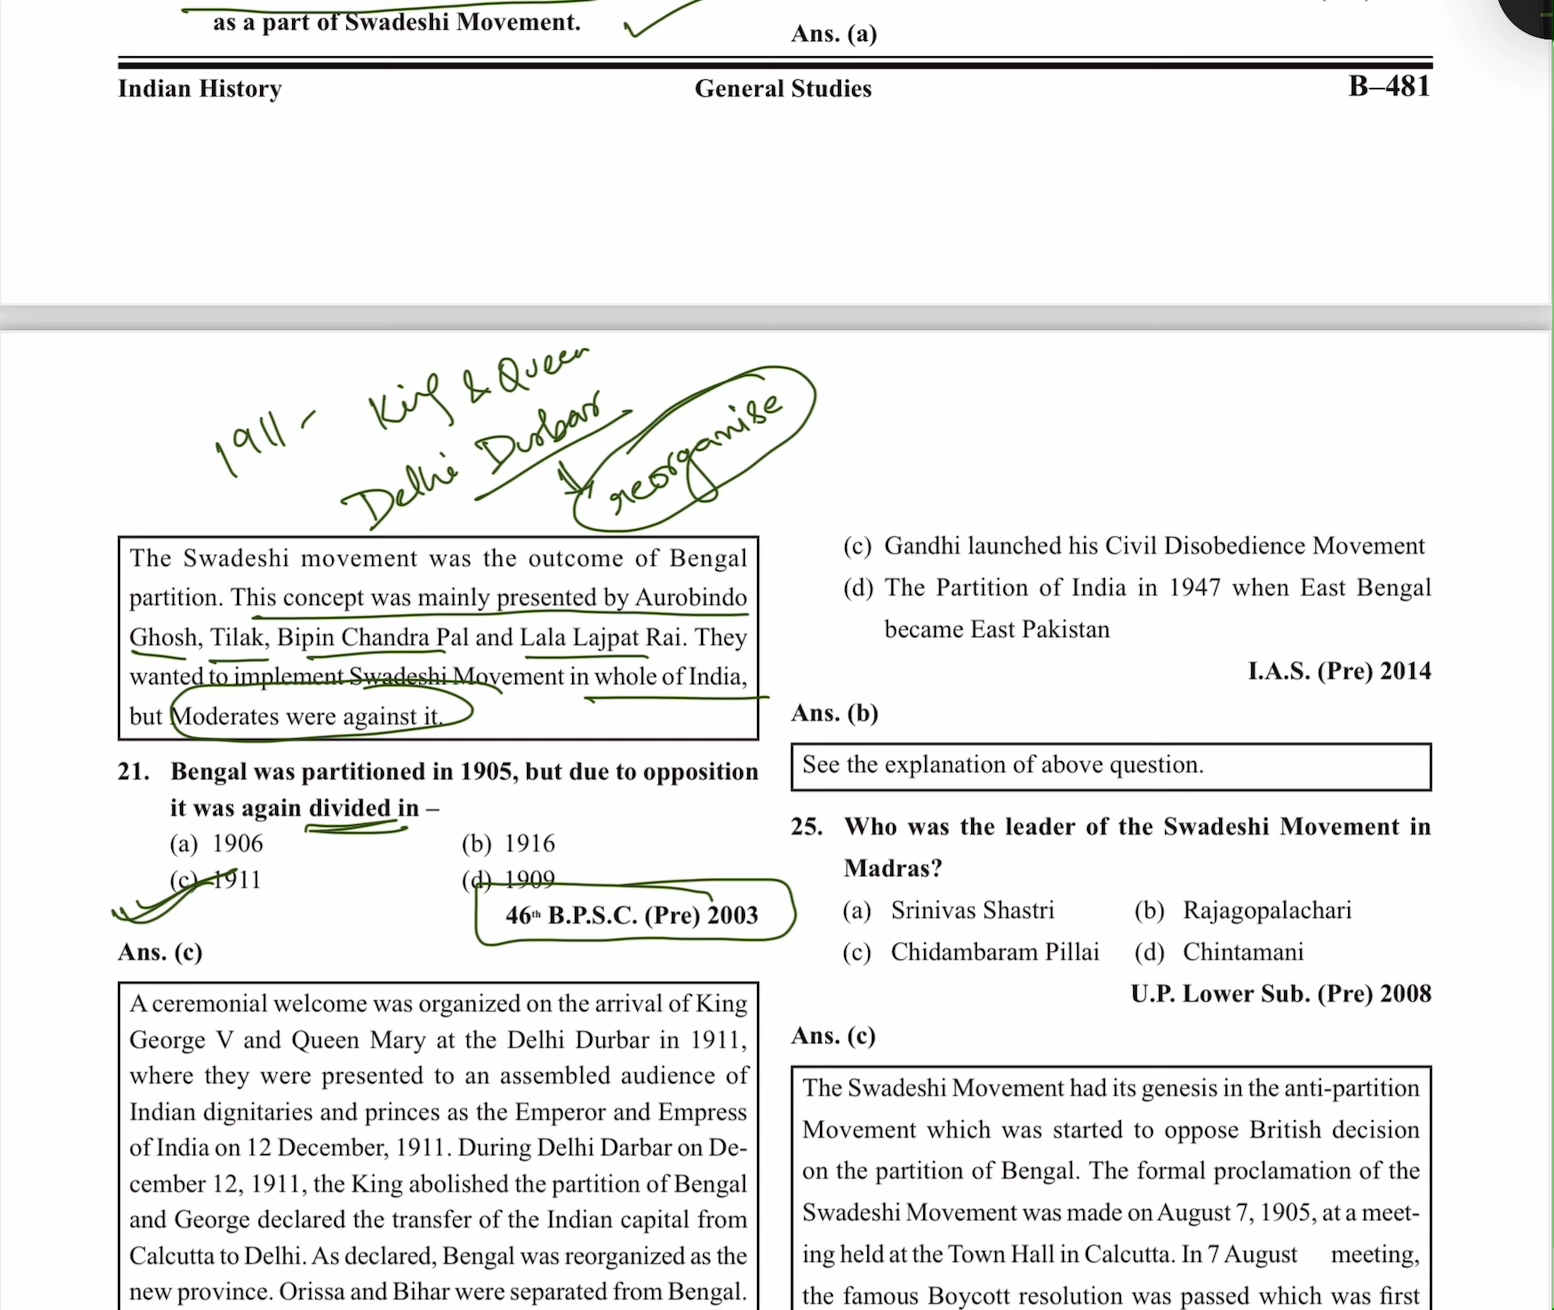 as a part of Swadeshi Movement.
Ans. (a)
Indian History General Studies B–481
1911 - King & Queen
Delhi Durbar
reorganise
The Swadeshi movement was the outcome of Bengal
partition. This concept was mainly presented by Aurobindo
Ghosh, Tilak, Bipin Chandra Pal and Lala Lajpat Rai. They
wanted to implement Swadeshi Movement in whole of India,
but Moderates were against it.
21. Bengal was partitioned in 1905, but due to opposition
it was again divided in –
(a) 1906 (b) 1916
(c) 1911 (d) 1909
46th B.P.S.C. (Pre) 2003
Ans. (c)
A ceremonial welcome was organized on the arrival of King
George V and Queen Mary at the Delhi Durbar in 1911,
where they were presented to an assembled audience of
Indian dignitaries and princes as the Emperor and Empress
of India on 12 December, 1911. During Delhi Darbar on De-
cember 12, 1911, the King abolished the partition of Bengal
and George declared the transfer of the Indian capital from
Calcutta to Delhi. As declared, Bengal was reorganized as the
new province. Orissa and Bihar were separated from Bengal.
(c) Gandhi launched his Civil Disobedience Movement
(d) The Partition of India in 1947 when East Bengal
became East Pakistan
I.A.S. (Pre) 2014
Ans. (b)
See the explanation of above question.
25. Who was the leader of the Swadeshi Movement in
Madras?
(a) Srinivas Shastri (b) Rajagopalachari
(c) Chidambaram Pillai (d) Chintamani
U.P. Lower Sub. (Pre) 2008
Ans. (c)
The Swadeshi Movement had its genesis in the anti-partition
Movement which was started to oppose British decision
on the partition of Bengal. The formal proclamation of the
Swadeshi Movement was made on August 7, 1905, at a meet-
ing held at the Town Hall in Calcutta. In 7 August meeting,
the famous Boycott resolution was passed which was first